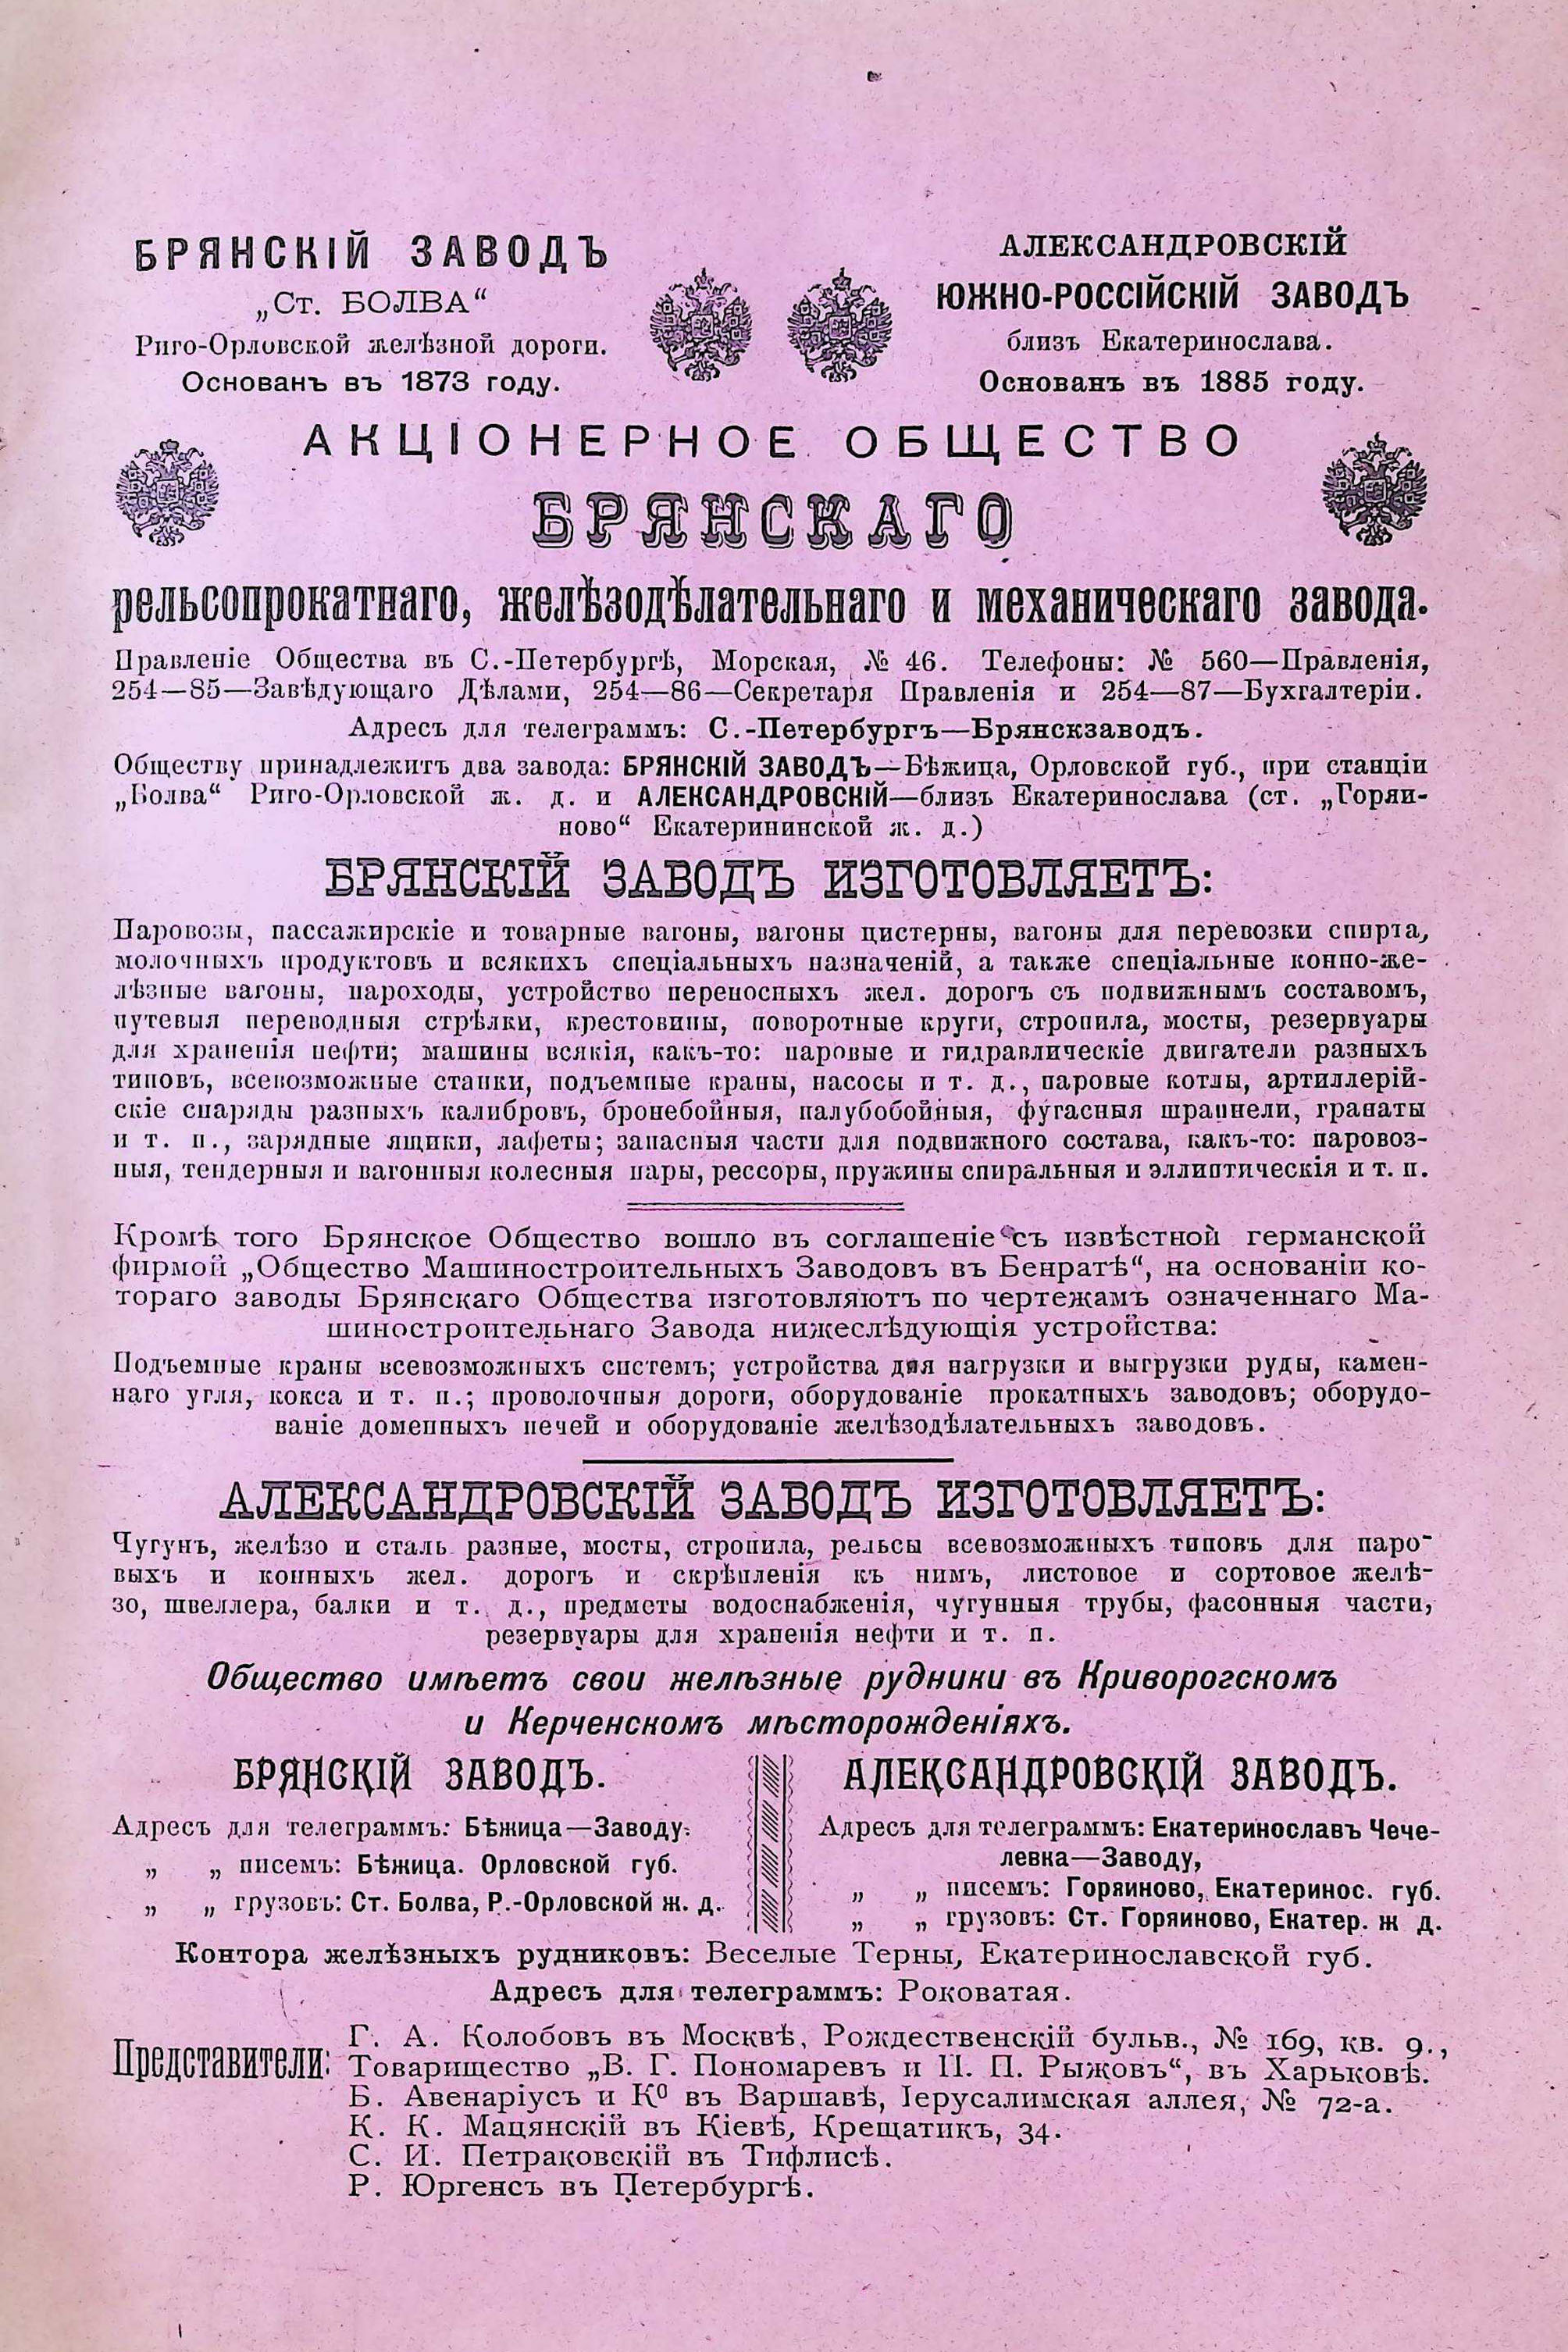 БРЯНСКІЙ ЗАВОДЪ
„Ст. БОЛВА“
Риго-Орловской желѣзной дороги.
Основанъ въ 1873 году.
АЛЕКСАНДРОВСКІЙ
ЮЖНО-РОССІЙСКІЙ ЗАВОДЪ
близъ Екатеринослава.
Основанъ въ 1885 году.
АКЦІОНЕРНОЕ ОБЩЕСТВО
БРЯНСКАГО
рельсопрокатнаго, желѣзодѣлательнаго и механическаго завода.
Правленіе Общества въ С.-Петербургѣ, Морская, № 46. Телефоны: № 560—Правленія,
254—85—Завѣдующаго Дѣлами, 254—86—Секретаря Правленія и 254—87—Бухгалтеріи.
Адресъ для телеграммъ: С.-Петербургъ—Брянскзаводъ.
Обществу принадлежитъ два завода: БРЯНСКІЙ ЗАВОДЪ—Бѣжица, Орловской губ., при станціи
„Болва“ Риго-Орловской ж. д. и АЛЕКСАНДРОВСКІЙ—близъ Екатеринослава (ст. „Горяи-
ново“ Екатерининской ж. д.)
БРЯНСКІЙ ЗАВОДЪ ИЗГОТОВЛЯЕТЪ:
Паровозы, пассажирскіе и товарные вагоны, вагоны цистерны, вагоны для перевозки спирта,
молочныхъ продуктовъ и всякихъ спеціальныхъ назначеній, а также спеціальные конно-же-
лѣзные вагоны, пароходы, устройство переносныхъ жел. дорогъ съ подвижнымъ составомъ,
путевыя переводныя стрѣлки, крестовины, поворотные круги, стропила, мосты, резервуары
для храненія нефти; машины всякія, какъ-то: паровые и гидравлическіе двигатели разныхъ
типовъ, всевозможные станки, подъемные краны, насосы и т. д., паровые котлы, артиллерій-
скіе снаряды разныхъ калибровъ, бронебойныя, палубобойныя, фугасныя шрапнели, гранаты
и т. п., зарядные ящики, лафеты; запасныя части для подвижного состава, какъ-то: паровоз-
ныя, тендерныя и вагонныя колесныя пары, рессоры, пружины спиральныя и эллиптическія и т. п.
Кромѣ того Брянское Общество вошло въ соглашеніе съ извѣстной германской
фирмой „Общество Машиностроительныхъ Заводовъ въ Бенратѣ“, на основаніи ко-
тораго заводы Брянскаго Общества изготовляютъ по чертежамъ означеннаго Ма-
шиностроительнаго Завода нижеслѣдующія устройства:
Подъемные краны всевозможныхъ системъ; устройства для нагрузки и выгрузки руды, камен-
наго угля, кокса и т. п.; проволочныя дороги, оборудованіе прокатныхъ заводовъ; оборудо-
ваніе доменныхъ печей и оборудованіе желѣзодѣлательныхъ заводовъ.
АЛЕКСАНДРОВСКІЙ ЗАВОДЪ ИЗГОТОВЛЯЕТЪ:
Чугунъ, желѣзо и сталь разные, мосты, стропила, рельсы всевозможныхъ типовъ для паро-
выхъ и конныхъ жел. дорогъ и скрѣпленія къ нимъ, листовое и сортовое желѣ-
зо, швеллера, балки и т. д., предметы водоснабженія, чугунныя трубы, фасонныя части,
резервуары для храненія нефти и т. п.
Общество имѣетъ свои желѣзные рудники въ Криворогскомъ
и Керченскомъ мѣсторожденіяхъ.
БРЯНСКІЙ ЗАВОДЪ.
Адресъ для телеграммъ: Бѣжица—Заводу.
„ „ писемъ: Бѣжица. Орловской губ.
„ „ грузовъ: Ст. Болва, Р.-Орловской ж. д.
АЛЕКСАНДРОВСКІЙ ЗАВОДЪ.
Адресъ для телеграммъ: Екатеринославъ Чече-
левка—Заводу,
„ „ писемъ: Горяиново, Екатеринос. губ.
„ „ грузовъ: Ст. Горяиново, Екатер. ж д.
Контора желѣзныхъ рудниковъ: Веселые Терны, Екатеринославской губ.
Адресъ для телеграммъ: Роковатая.
Представители:
Г. А. Колобовъ въ Москвѣ, Рождественскій бульв., № 169, кв. 9.,
Товарищество „В. Г. Пономаревъ и П. П. Рыжовъ“, въ Харьковѣ.
Б. Авенаріусъ и К⁰ въ Варшавѣ, Іерусалимская аллея, № 72-а.
К. К. Мацянскій въ Кіевѣ, Крещатикъ, 34.
С. И. Петраковскій въ Тифлисѣ.
Р. Юргенсъ въ Петербургѣ.